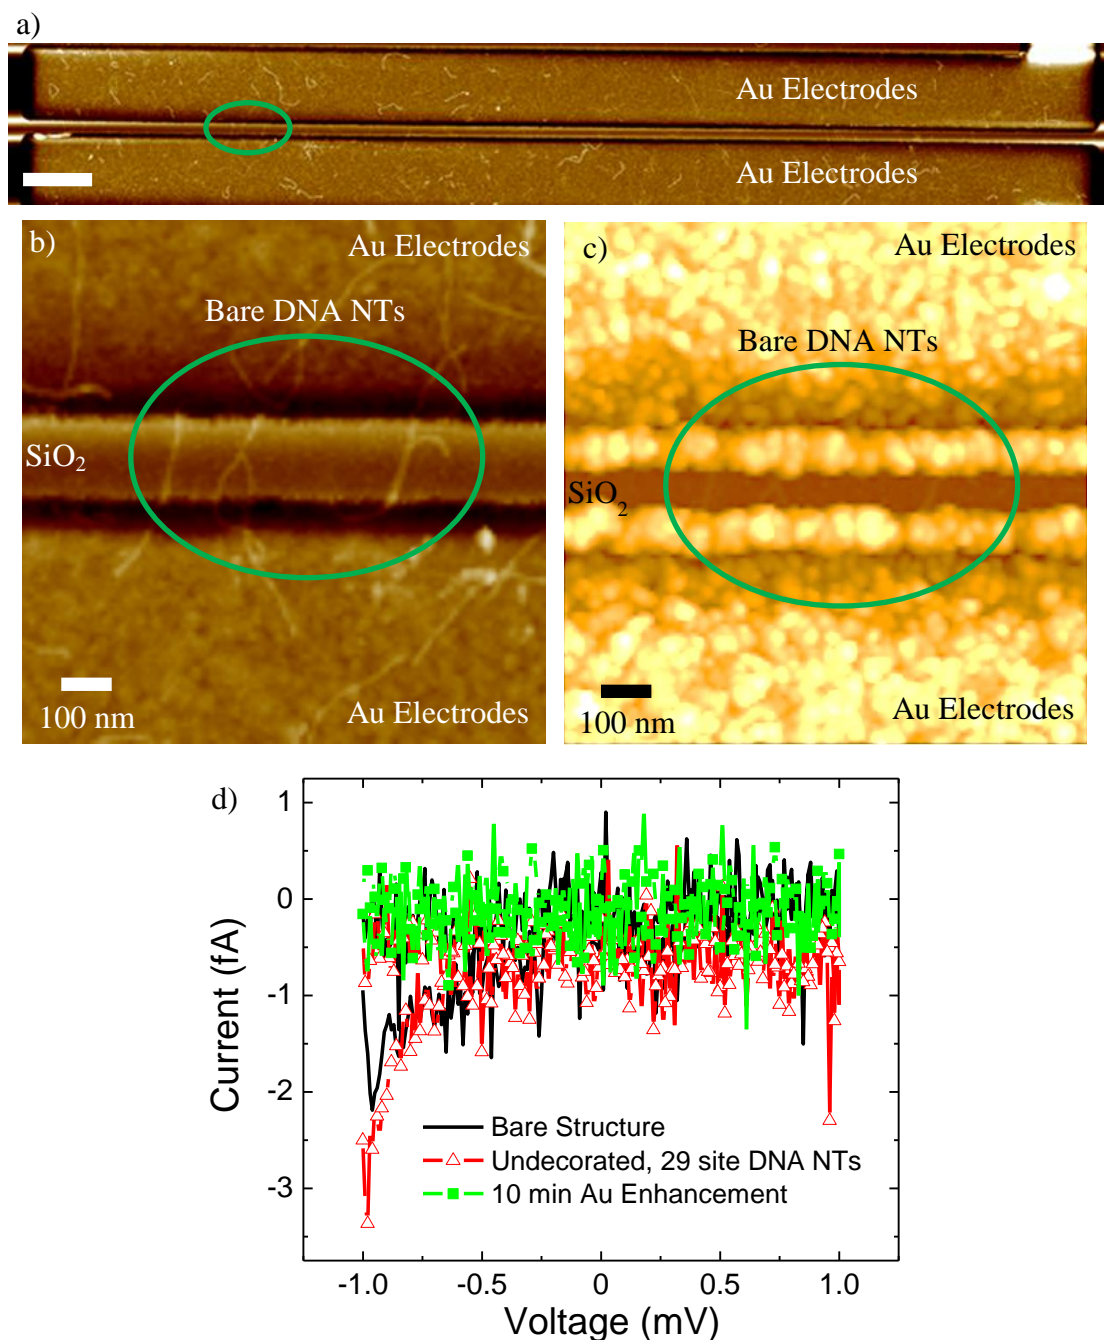 a)
Au Electrodes
Au Electrodes
b)
Au Electrodes
Bare DNA NTs
SiO₂
100 nm
Au Electrodes
c)
Au Electrodes
Bare DNA NTs
SiO₂
100 nm
Au Electrodes
d)
1
0
-1
-2
-3
Current (fA)
Bare Structure
Undecorated, 29 site DNA NTs
10 min Au Enhancement
-1.0 -0.5 0 0.5 1.0
Voltage (mV)